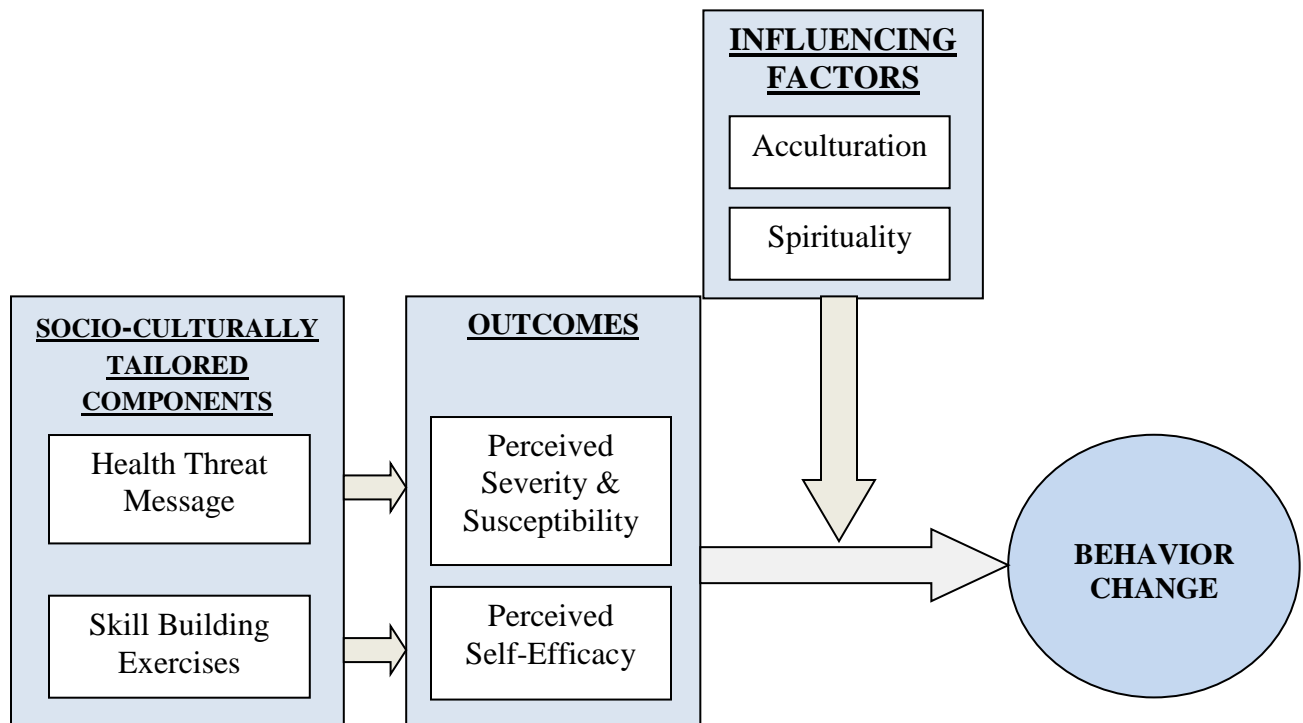 INFLUENCING
FACTORS
Acculturation
Spirituality
SOCIO-CULTURALLY
TAILORED
COMPONENTS
Health Threat
Message
Skill Building
Exercises
OUTCOMES
Perceived
Severity &
Susceptibility
Perceived
Self-Efficacy
BEHAVIOR
CHANGE